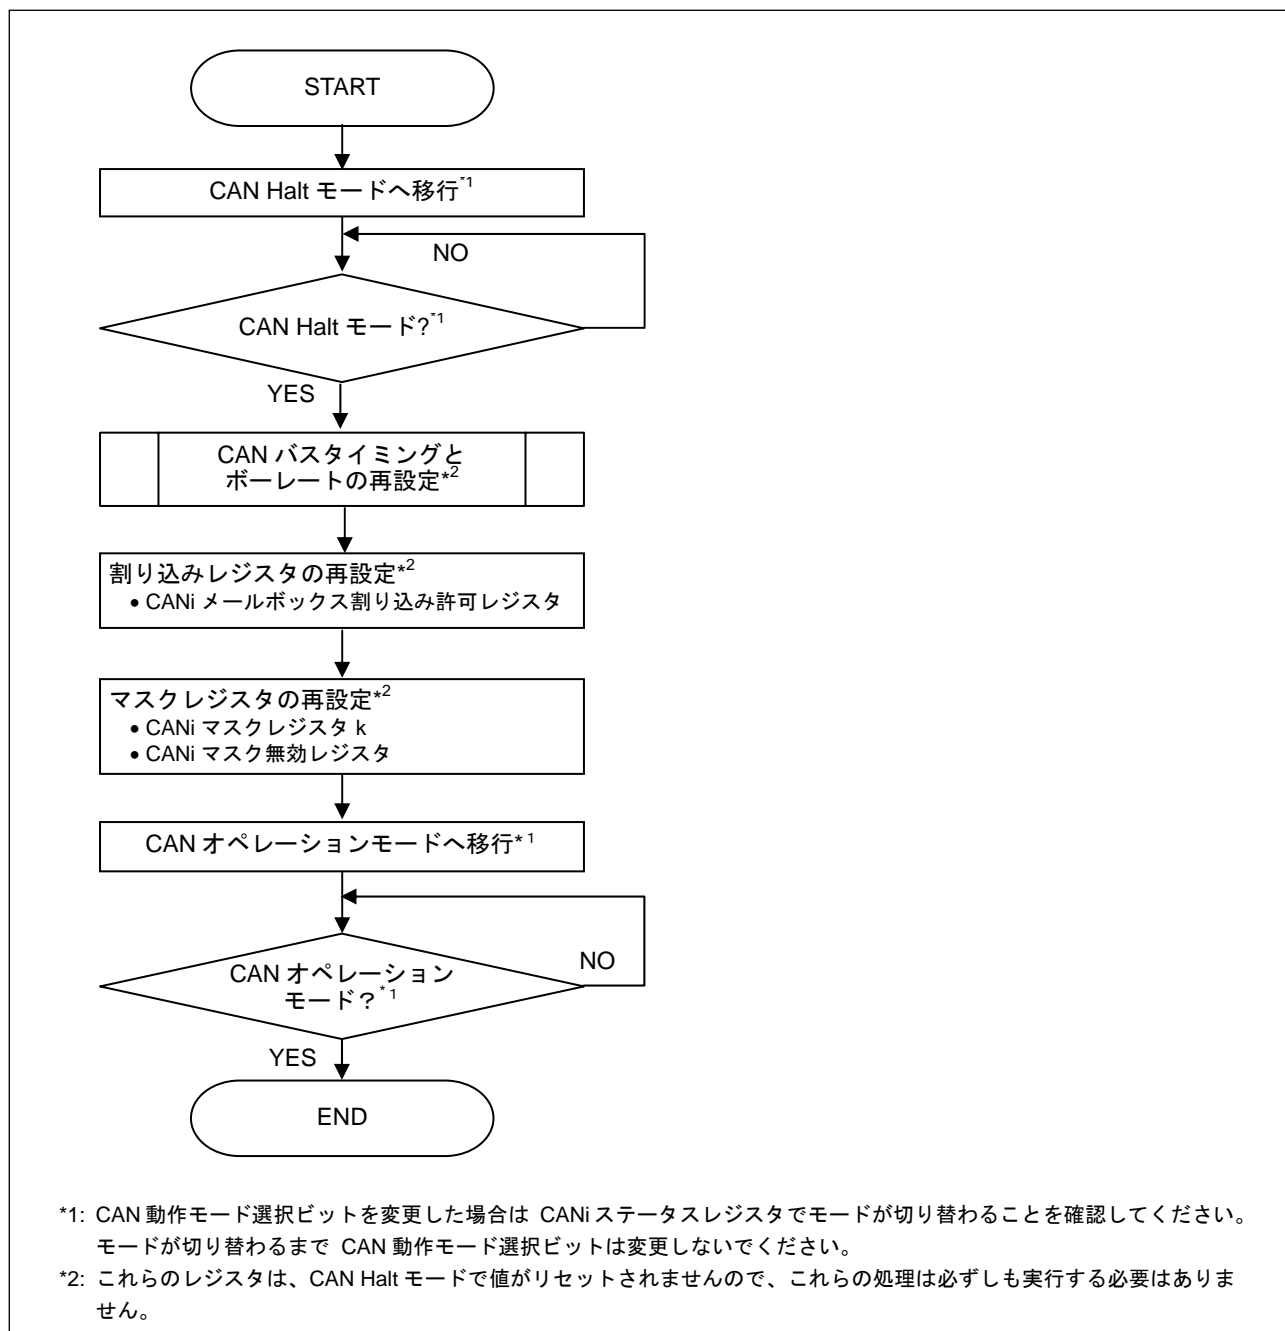 START
CAN Halt モードへ移行*1
NO
CAN Halt モード?*1
YES
CAN バスタイミングと
ボーレートの再設定*2
割り込みレジスタの再設定*2
• CANi メールボックス割り込み許可レジスタ
マスクレジスタの再設定*2
• CANi マスクレジスタ k
• CANi マスク無効レジスタ
CAN オペレーションモードへ移行*1
CAN オペレーション
モード？*1
NO
YES
END
*1: CAN 動作モード選択ビットを変更した場合は CANi ステータスレジスタでモードが切り替わることを確認してください。
モードが切り替わるまで CAN 動作モード選択ビットは変更しないでください。
*2: これらのレジスタは、CAN Halt モードで値がリセットされませんので、これらの処理は必ずしも実行する必要はありま
せん。